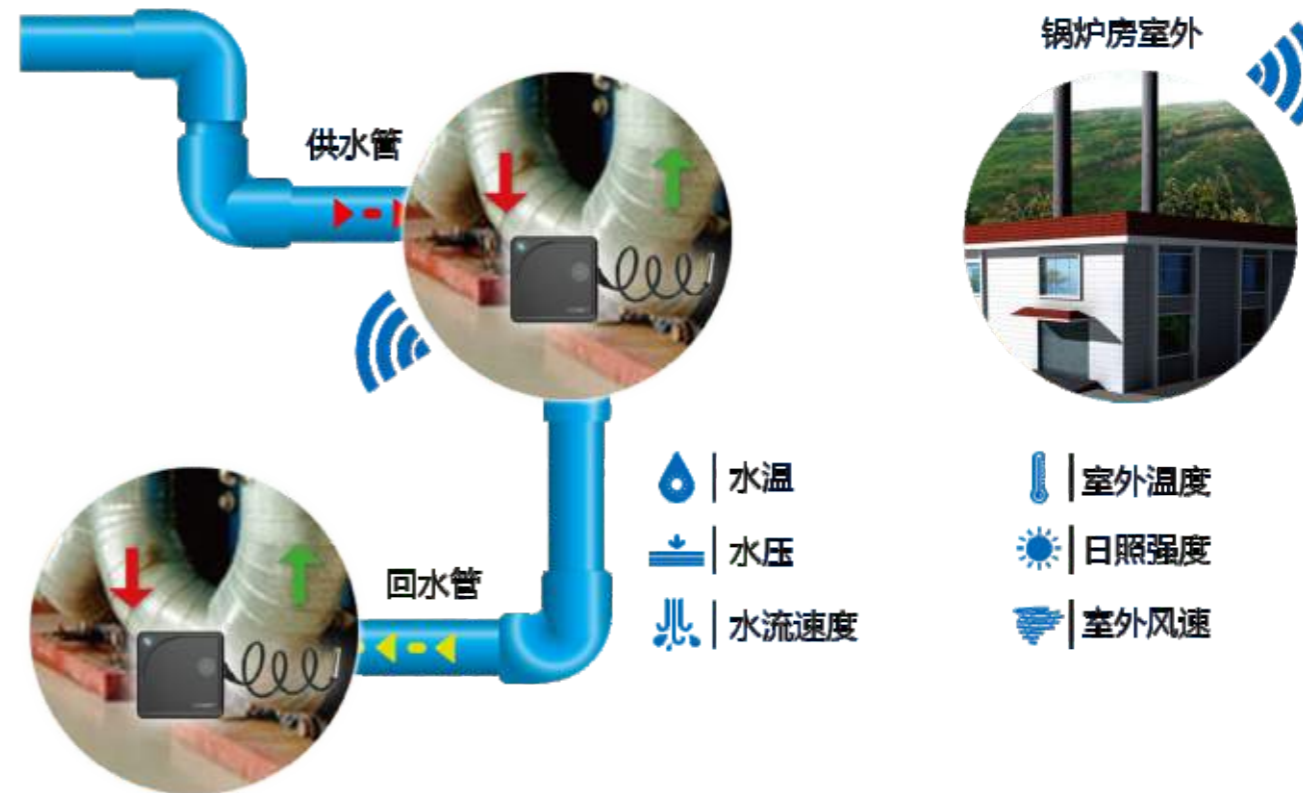 锅炉房室外
供水管
水温
室外温度
水压
日照强度
回水管
水流速度
室外风速